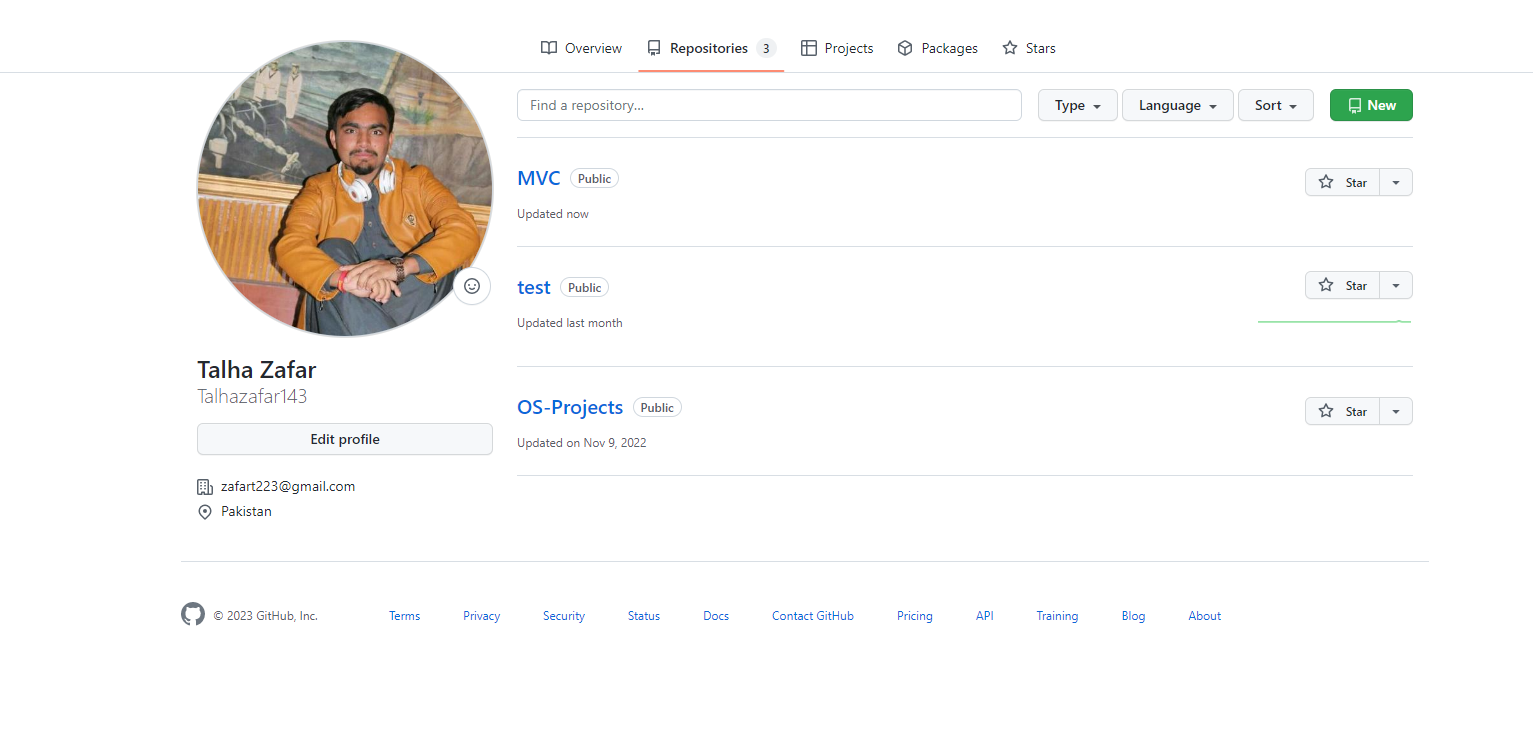 Overview Repositories 3 Projects Packages Stars
Find a repository... Type Language Sort New
MVC Public Star
Updated now
test Public Star
Updated last month
OS-Projects Public Star
Updated on Nov 9, 2022
Talha Zafar
Talhazafar143
Edit profile
zafart223@gmail.com
Pakistan
© 2023 GitHub, Inc. Terms Privacy Security Status Docs Contact GitHub Pricing API Training Blog About